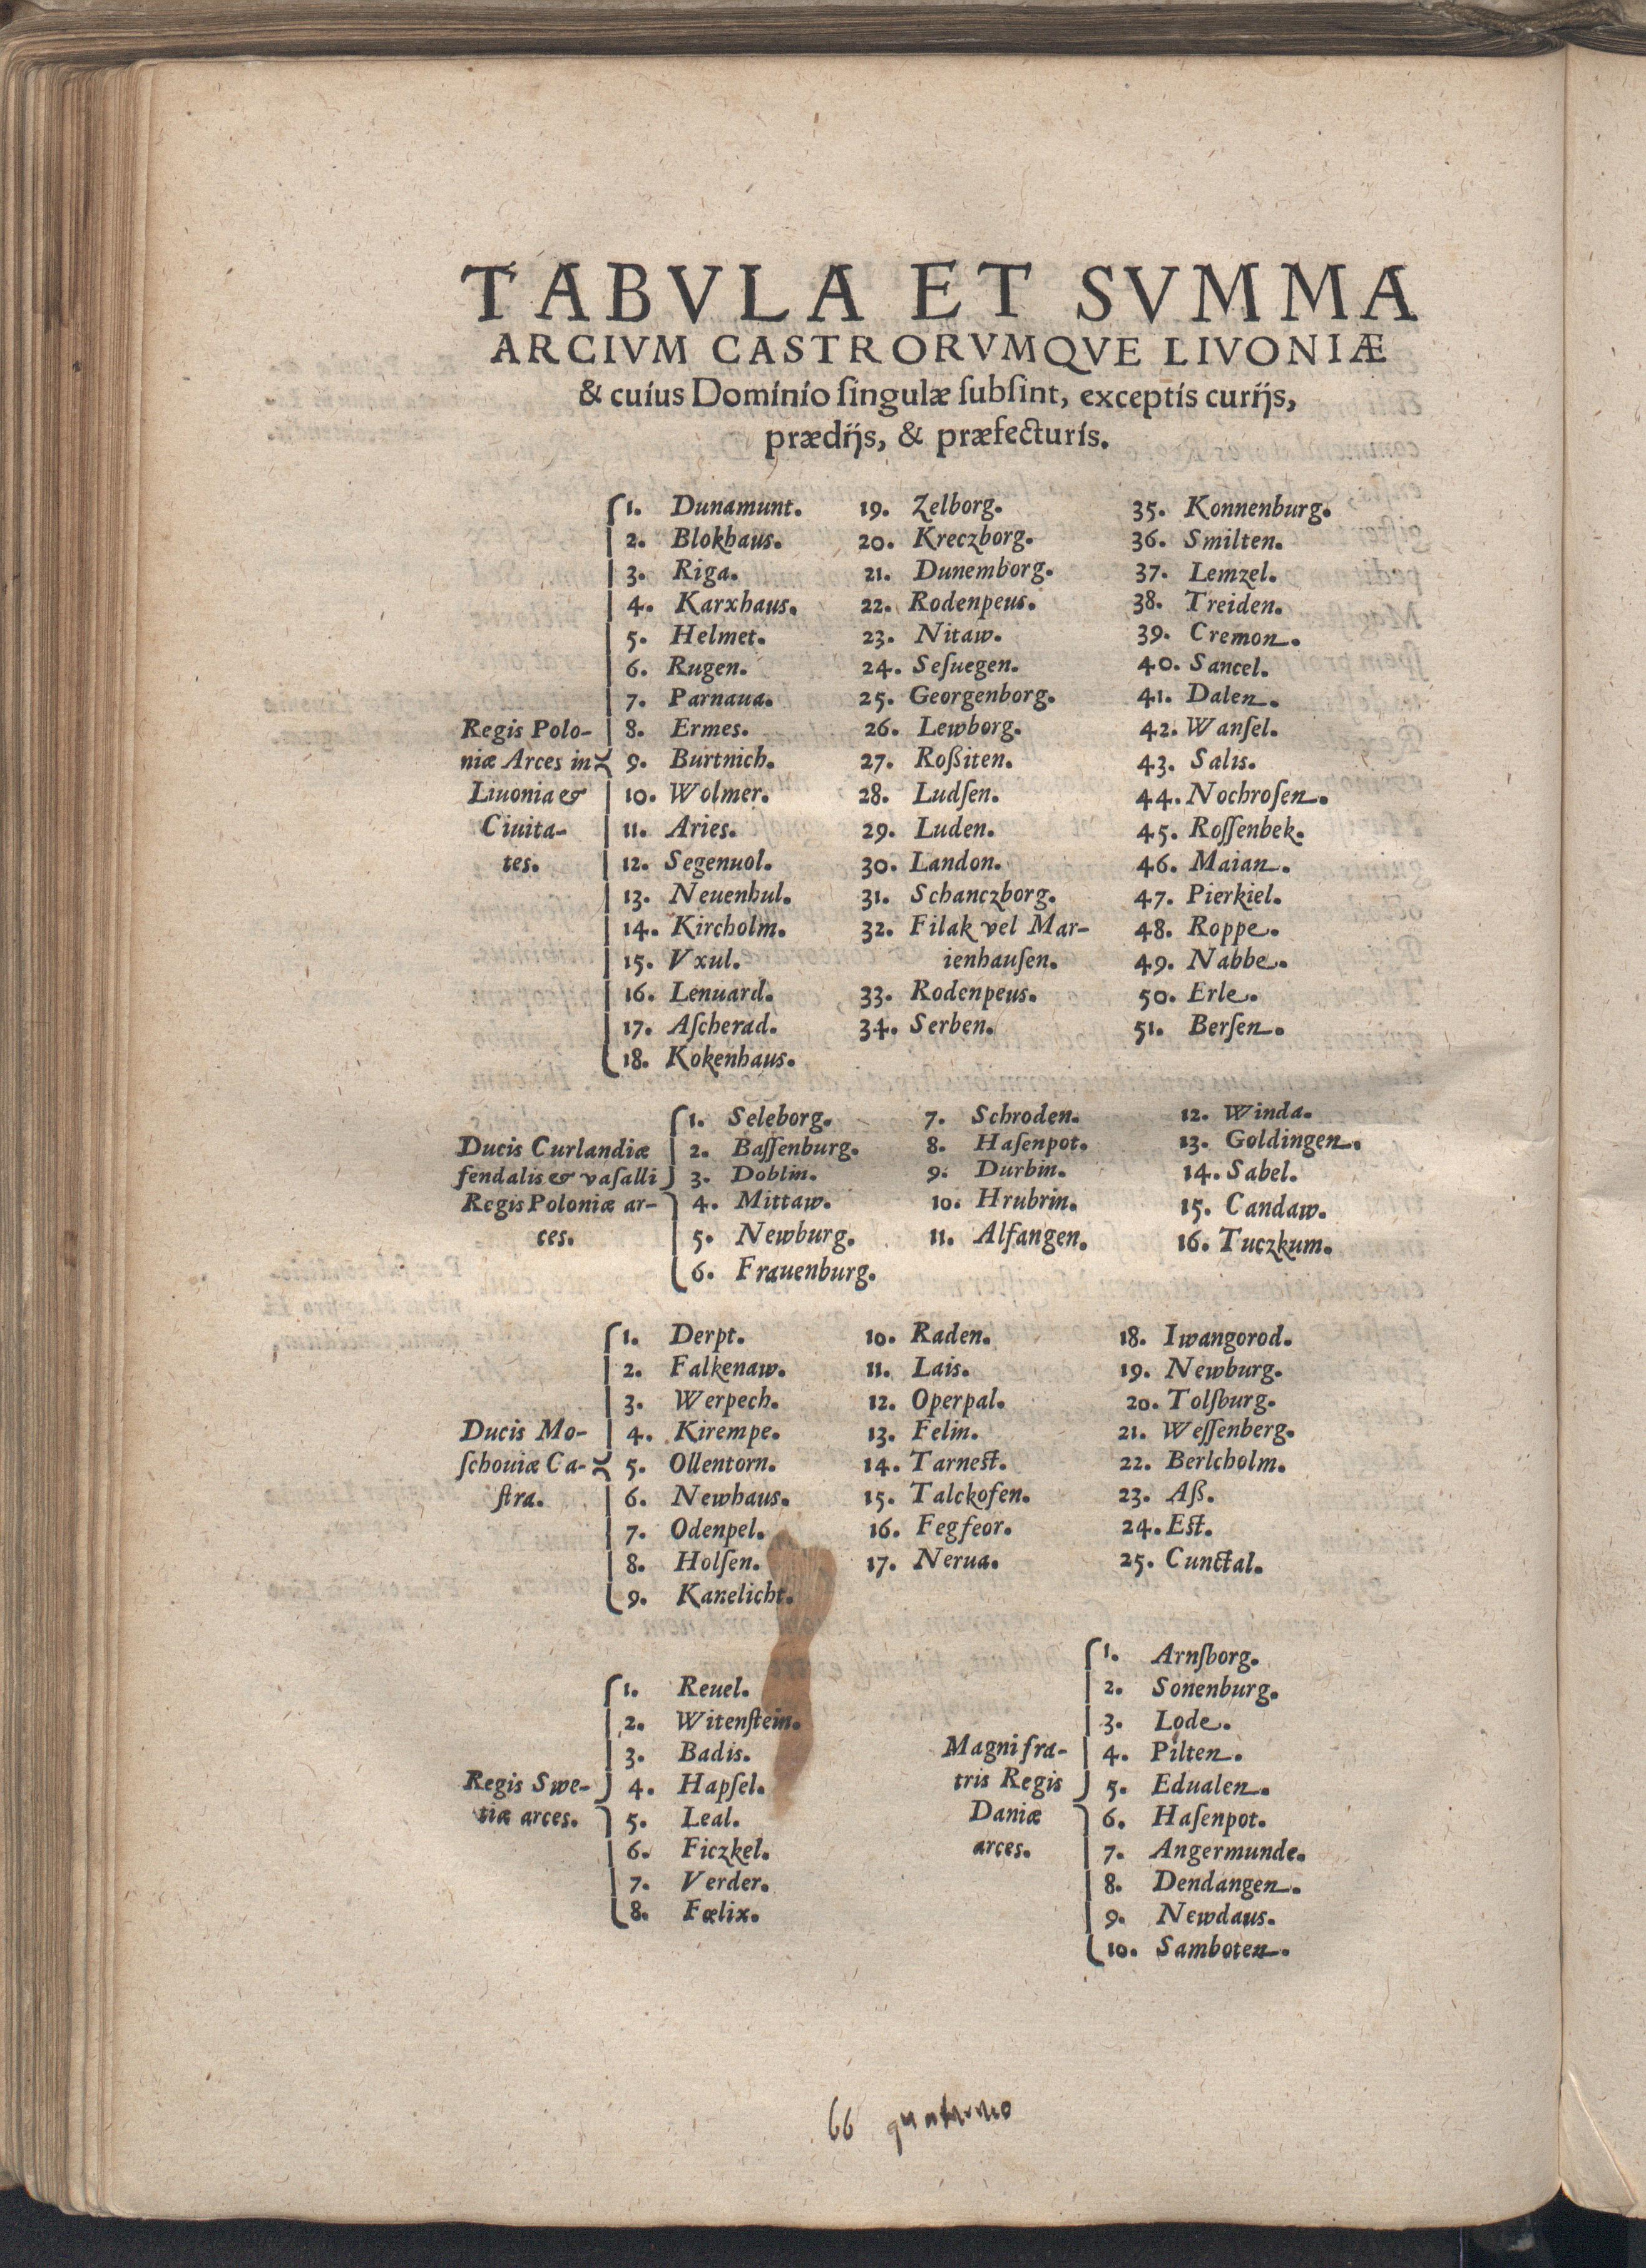 TABVLA ET SVMMA
ARCIVM CASTRORVMQVE LIVONIÆ
& cuius Dominio ſingulæ ſubſint, exceptis curijs,
prædijs, & præfecturis.
Regis Polo-
niæ Arces in
Liuonia &
Ciuita-
tes.
1. Dunamunt.
2. Blokhaus.
3. Riga.
4. Karxhaus.
5. Helmet.
6. Rugen.
7. Parnaua.
8. Ermes.
9. Burtnich.
10. Wolmer.
11. Aries.
12. Segenuol.
13. Neuenhul.
14. Kircholm.
15. Vxul.
16. Lenuard.
17. Aſcherad.
18. Kokenhaus.
19. Zelborg.
20. Kreczborg.
21. Dunemborg.
22. Rodenpeus.
23. Nitaw.
24. Seſuegen.
25. Georgenborg.
26. Lewborg.
27. Roßiten.
28. Ludſen.
29. Luden.
30. Landon.
31. Schanczborg.
32. Filak vel Mar-
ienhauſen.
33. Rodenpeus.
34. Serben.
35. Konnenburg.
36. Smilten.
37. Lemzel.
38. Treiden.
39. Cremon.
40. Sancel.
41. Dalen.
42. Wanſel.
43. Salis.
44. Nochroſen.
45. Roſſenbek.
46. Maian.
47. Pierkiel.
48. Roppe.
49. Nabbe.
50. Erle.
51. Berſen.
Ducis Curlandiæ
fendalis & vaſalli
Regis Poloniæ ar-
ces.
1. Seleborg.
2. Baſſenburg.
3. Doblin.
4. Mittaw.
5. Newburg.
6. Frauenburg.
7. Schroden.
8. Haſenpot.
9. Durbin.
10. Hrubrin.
11. Alfangen.
12. Winda.
13. Goldingen.
14. Sabel.
15. Candaw.
16. Tuczkum.
Ducis Mo-
ſchouiæ Ca-
ſtra.
1. Derpt.
2. Falkenaw.
3. Werpech.
4. Kirempe.
5. Ollentorn.
6. Newhaus.
7. Odenpel.
8. Holſen.
9. Kanelicht.
10. Raden.
11. Lais.
12. Operpal.
13. Felin.
14. Tarneſt.
15. Talckofen.
16. Fegfeor.
17. Nerua.
18. Iwangorod.
19. Newburg.
20. Tolſburg.
21. Weſſenberg.
22. Berlcholm.
23. Aß.
24. Eſt.
25. Cunctal.
Regis Swe-
tiæ arces.
1. Reuel.
2. Witenſtein.
3. Badis.
4. Hapſel.
5. Leal.
6. Ficzkel.
7. Verder.
8. Fœlix.
Magni fra-
tris Regis
Daniæ
arces.
1. Arnſborg.
2. Sonenburg.
3. Lode.
4. Pilten.
5. Edualen.
6. Haſenpot.
7. Angermunde.
8. Dendangen.
9. Newdaus.
10. Samboten.
66 quaturno